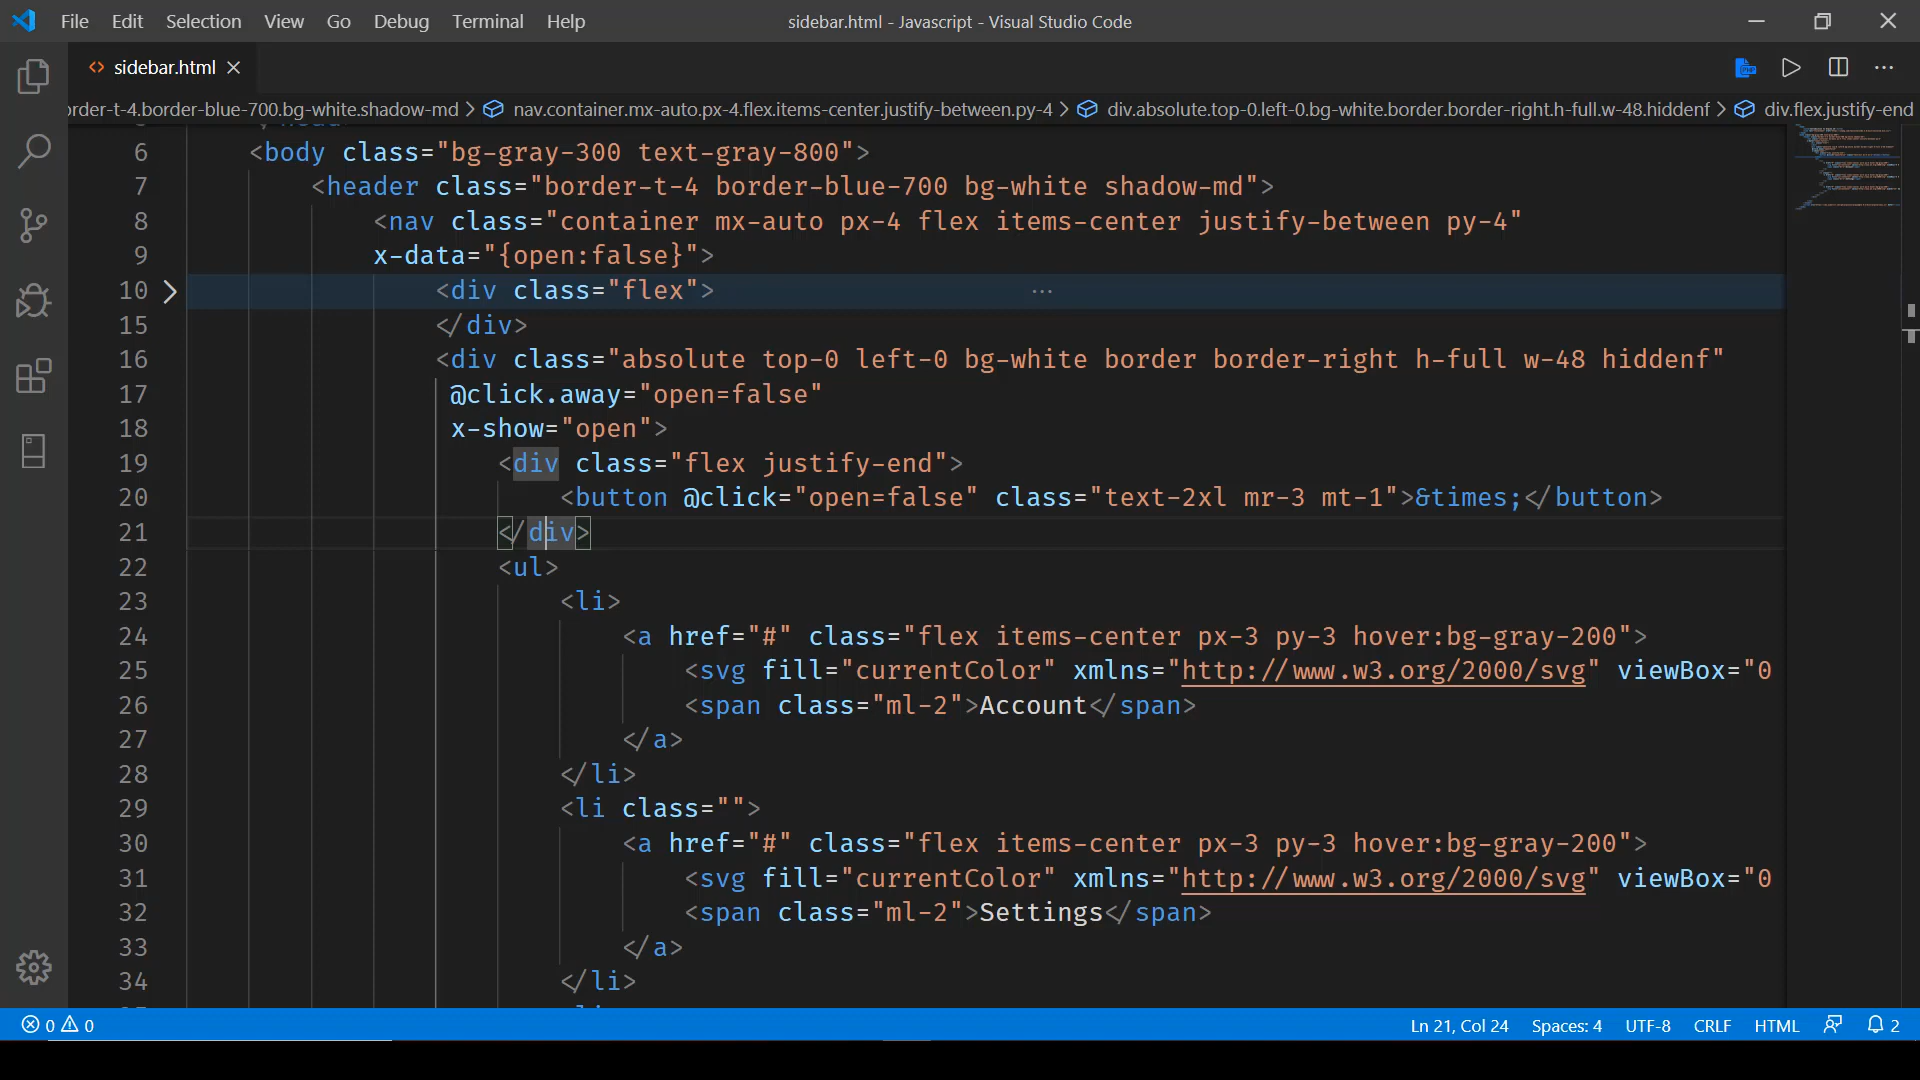 File Edit Selection View Go Debug Terminal Help
sidebar.html - Javascript - Visual Studio Code
sidebar.html
order-t-4.border-blue-700.bg-white.shadow-md > nav.container.mx-auto.px-4.flex.items-center.justify-between.py-4 > div.absolute.top-0.left-0.bg-white.border.border-right.h-full.w-48.hiddenf > div.flex.justify-end
6 <body class="bg-gray-300 text-gray-800">
7 <header class="border-t-4 border-blue-700 bg-white shadow-md">
8 <nav class="container mx-auto px-4 flex items-center justify-between py-4"
9 x-data="{open:false}">
10 <div class="flex"> ...
15 </div>
16 <div class="absolute top-0 left-0 bg-white border border-right h-full w-48 hiddenf"
17 @click.away="open=false"
18 x-show="open">
19 <div class="flex justify-end">
20 <button @click="open=false" class="text-2xl mr-3 mt-1">&times;</button>
21 </div>
22 <ul>
23 <li>
24 <a href="#" class="flex items-center px-3 py-3 hover:bg-gray-200">
25 <svg fill="currentColor" xmlns="http://www.w3.org/2000/svg" viewBox="0
26 <span class="ml-2">Account</span>
27 </a>
28 </li>
29 <li class="">
30 <a href="#" class="flex items-center px-3 py-3 hover:bg-gray-200">
31 <svg fill="currentColor" xmlns="http://www.w3.org/2000/svg" viewBox="0
32 <span class="ml-2">Settings</span>
33 </a>
34 </li>
0 0 Ln 21, Col 24 Spaces: 4 UTF-8 CRLF HTML 2